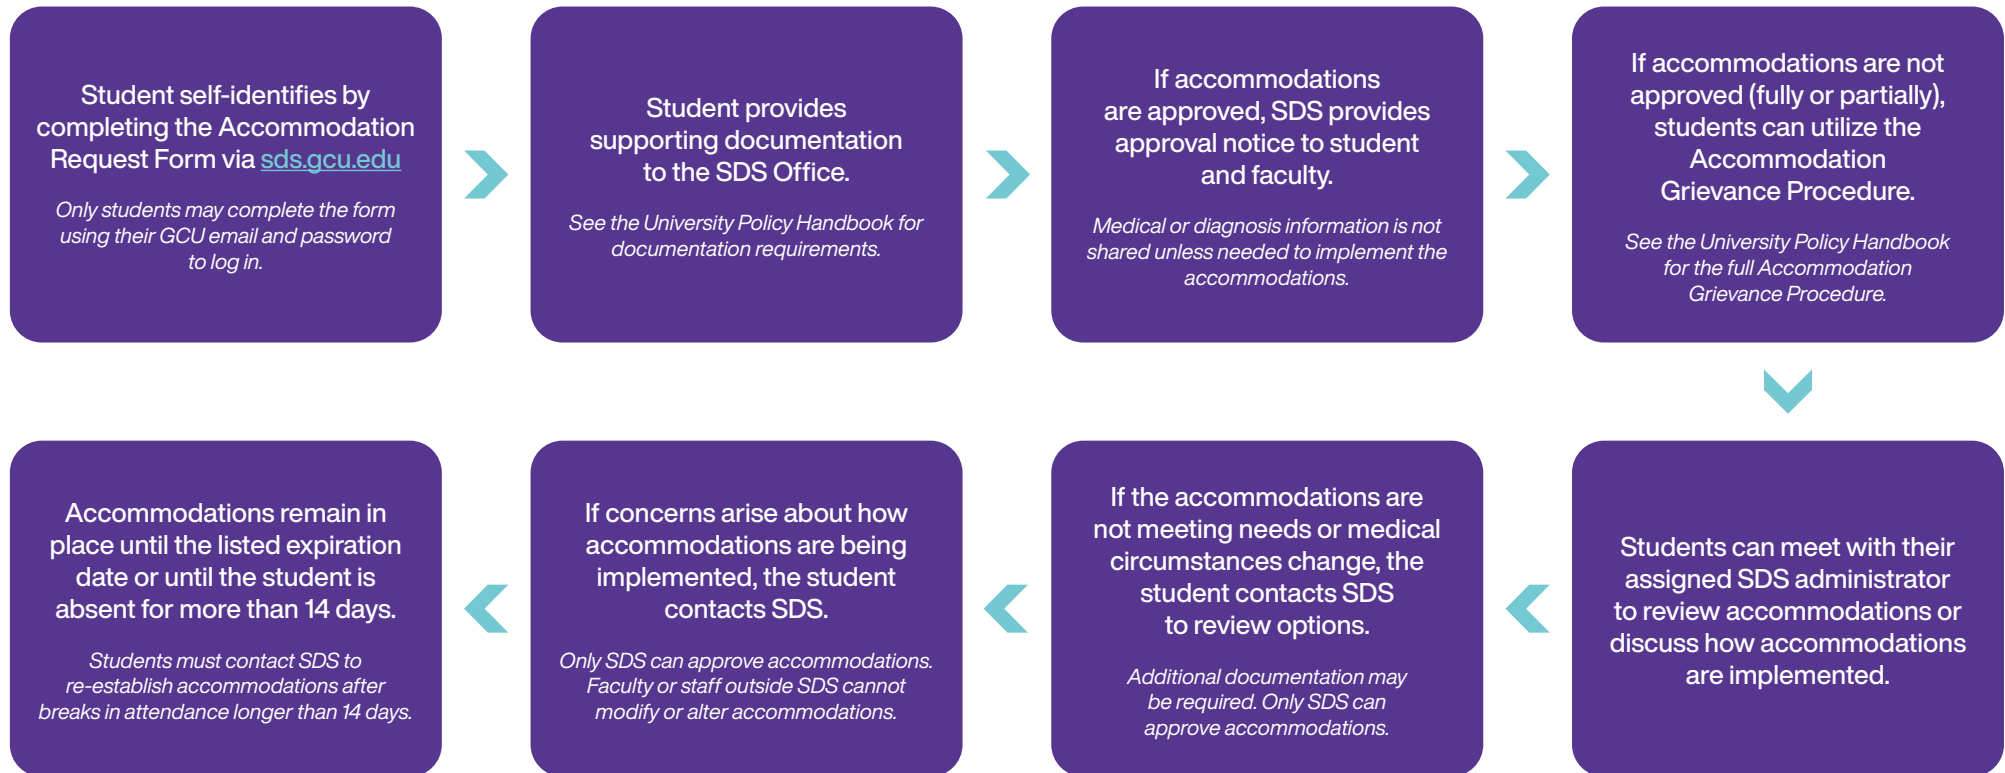 Student self-identifies by
completing the Accommodation
Request Form via sds.gcu.edu
Only students may complete the form
using their GCU email and password
to log in.
Student provides
supporting documentation
to the SDS Office.
See the University Policy Handbook for
documentation requirements.
If accommodations
are approved, SDS provides
approval notice to student
and faculty.
Medical or diagnosis information is not
shared unless needed to implement the
accommodations.
If accommodations are not
approved (fully or partially),
students can utilize the
Accommodation
Grievance Procedure.
See the University Policy Handbook
for the full Accommodation
Grievance Procedure.
Students can meet with their
assigned SDS administrator
to review accommodations or
discuss how accommodations
are implemented.
If the accommodations are
not meeting needs or medical
circumstances change, the
student contacts SDS
to review options.
Additional documentation may
be required. Only SDS can
approve accommodations.
If concerns arise about how
accommodations are being
implemented, the student
contacts SDS.
Only SDS can approve accommodations.
Faculty or staff outside SDS cannot
modify or alter accommodations.
Accommodations remain in
place until the listed expiration
date or until the student is
absent for more than 14 days.
Students must contact SDS to
re-establish accommodations after
breaks in attendance longer than 14 days.